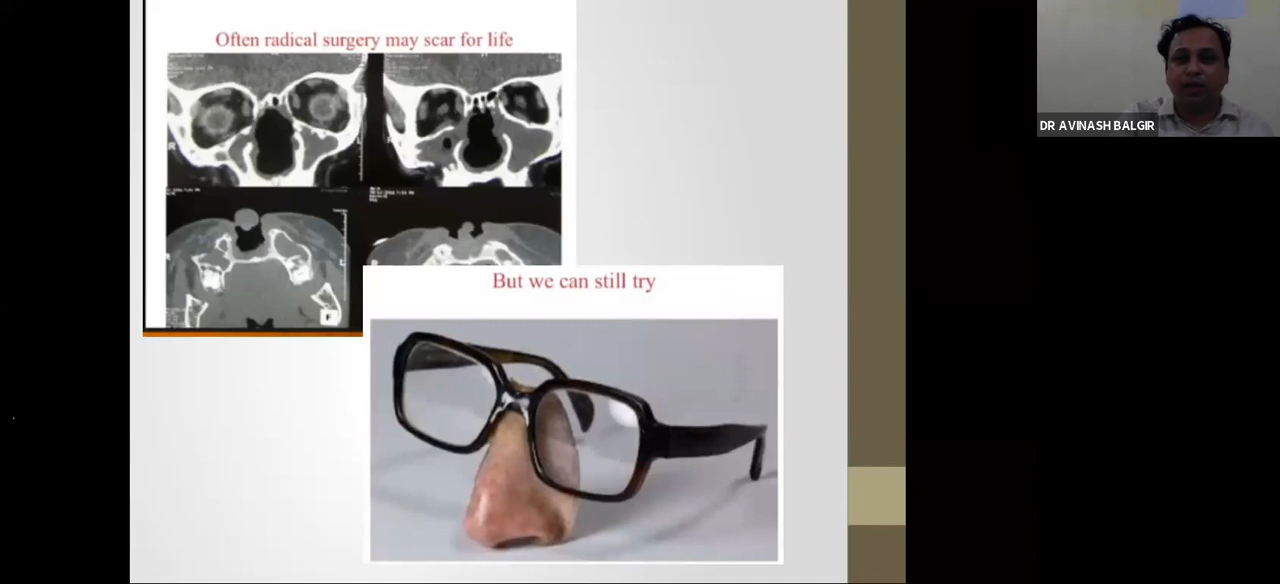 Often radical surgery may scar for life
R
L
R
L
F
But we can still try
DR AVINASH BALGIR